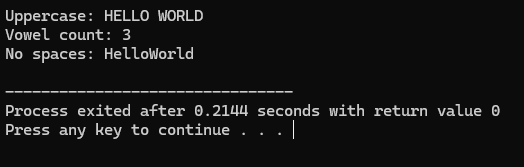 Uppercase: HELLO WORLD
Vowel count: 3
No spaces: HelloWorld
--------------------------------
Process exited after 0.2144 seconds with return value 0
Press any key to continue . . .